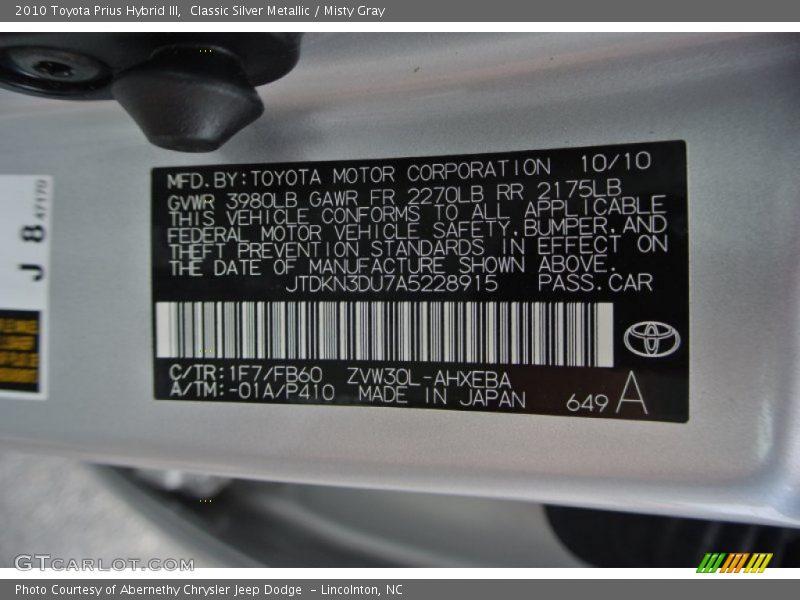 2010 Toyota Prius Hybrid III, Classic Silver Metallic / Misty Gray
J 8 47170
MFD.BY:TOYOTA MOTOR CORPORATION 10/10
GVWR 3980LB GAWR FR 2270LB RR 2175LB
THIS VEHICLE CONFORMS TO ALL APPLICABLE
FEDERAL MOTOR VEHICLE SAFETY,BUMPER,AND
THEFT PREVENTION STANDARDS IN EFFECT ON
THE DATE OF MANUFACTURE SHOWN ABOVE.
JTDKN3DU7A5228915 PASS.CAR
C/TR:1F7/FB60 ZVW30L-AHXEBA
A/TM:-01A/P410 MADE IN JAPAN 649 A
GTCarLot.com
Photo Courtesy of Abernethy Chrysler Jeep Dodge - Lincolnton, NC